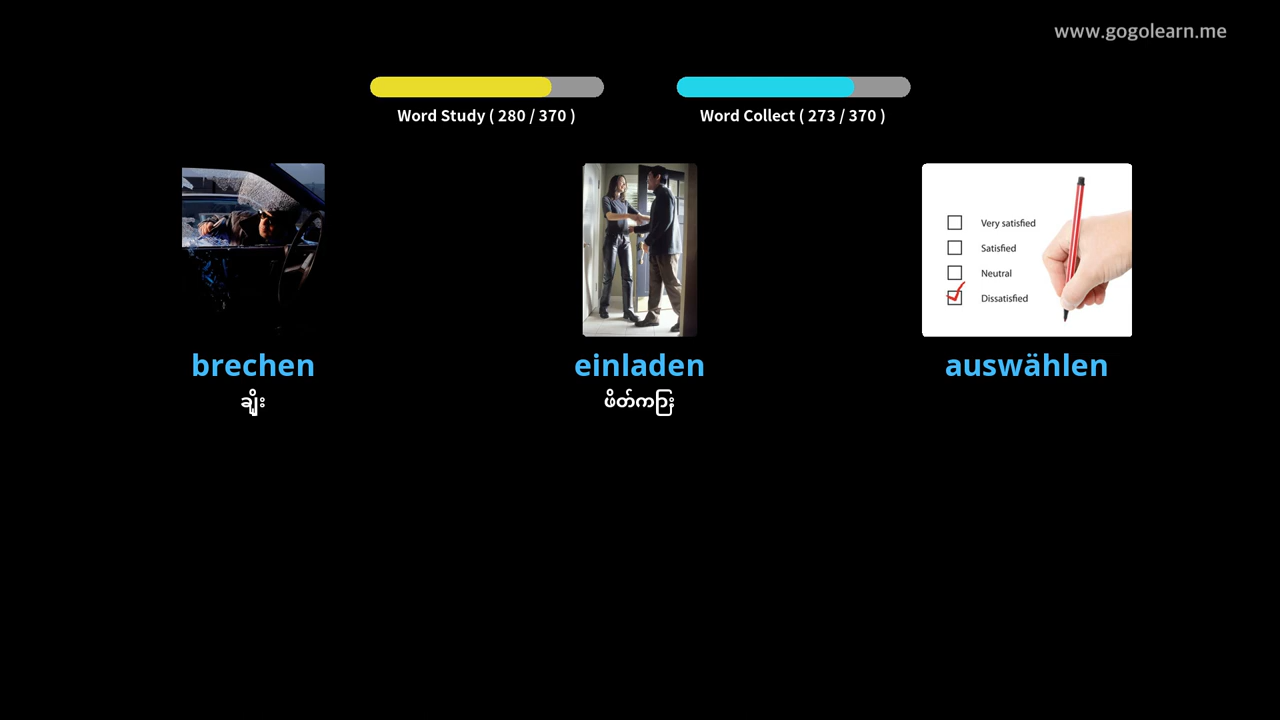 www.gogolearn.me
Word Study ( 280 / 370 )
Word Collect ( 273 / 370 )
Very satisfied
Satisfied
Neutral
Dissatisfied
brechen
einladen
auswählen
ချိုး
ဖိတ်ကြား